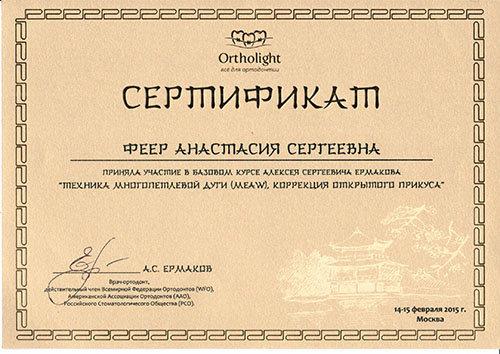 Ortholight
всё для ортодонтии
СЕРТИФИКАТ
ФЕЕР АНАСТАСИЯ СЕРГЕЕВНА
ПРИНЯЛА УЧАСТИЕ В БАЗОВОМ КУРСЕ АЛЕКСЕЯ СЕРГЕЕВИЧА ЕРМАКОВА
"ТЕХНИКА МНОГОПЕТЛЕВОЙ ДУГИ (MEAW), КОРРЕКЦИЯ ОТКРЫТОГО ПРИКУСА"
А.С. ЕРМАКОВ
Врач-ортодонт,
действительный член Всемирной Федерации Ортодонтов (WFO),
Американской Ассоциации Ортодонтов (AAO),
Российского Стоматологического Общества (РСО).
14-15 февраля 2015 г.
Москва